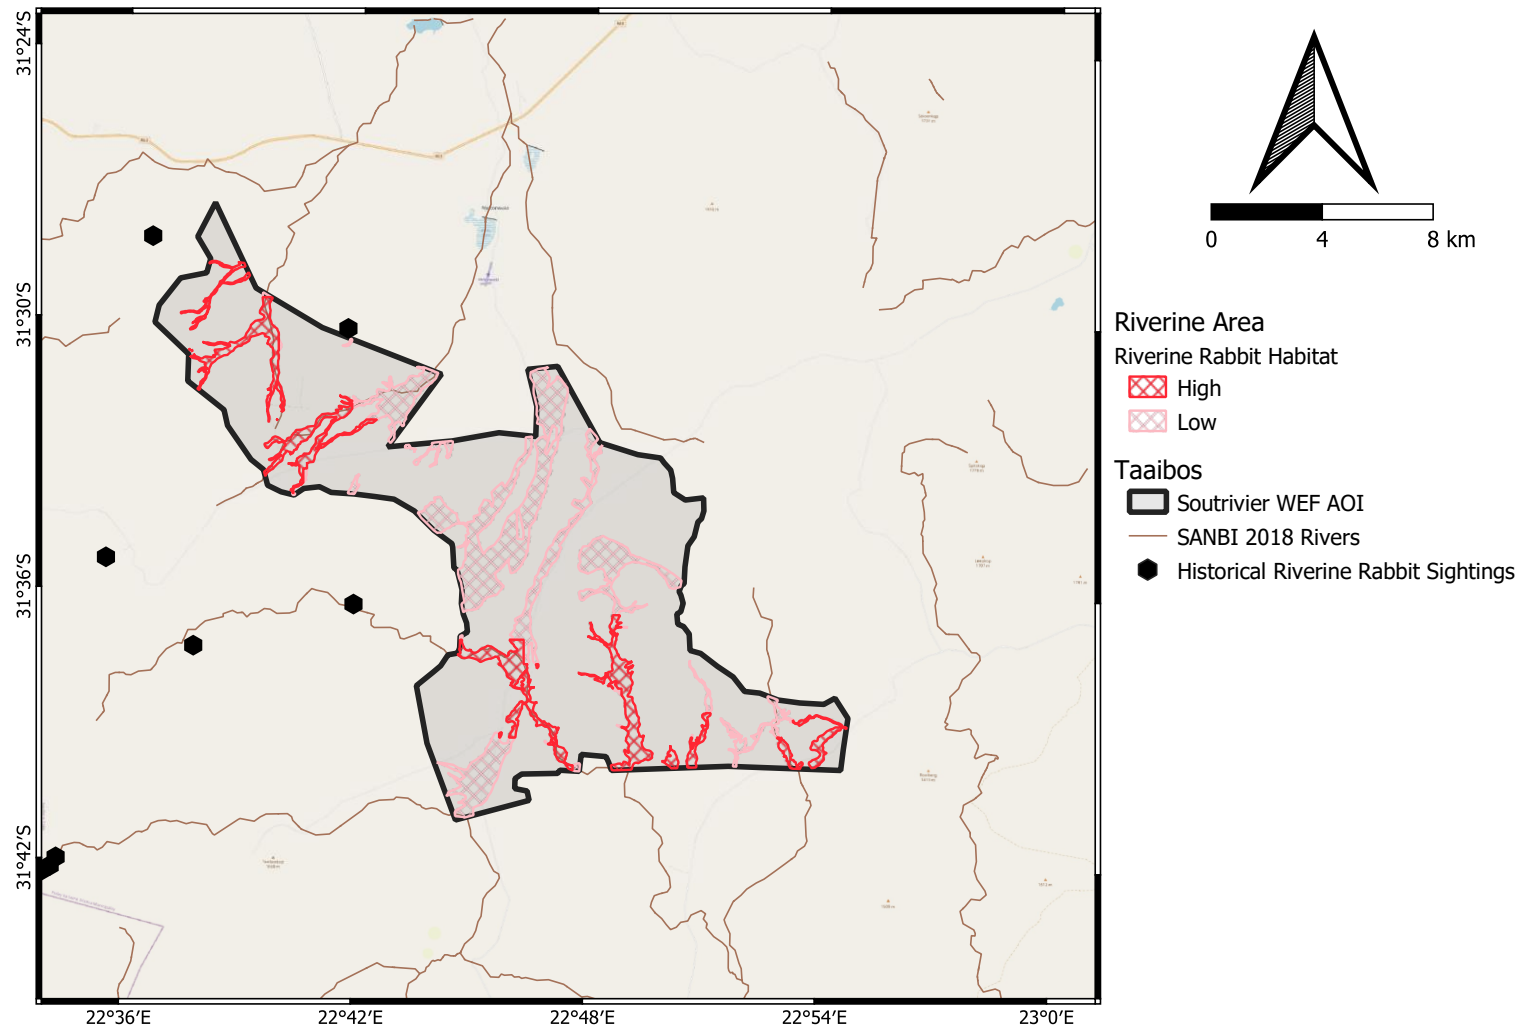 31°24'S
31°30'S
31°36'S
31°42'S
22°36'E
22°42'E
22°48'E
22°54'E
23°0'E
0 4 8 km
Riverine Area
Riverine Rabbit Habitat
High
Low
Taaibos
Soutrivier WEF AOI
SANBI 2018 Rivers
Historical Riverine Rabbit Sightings